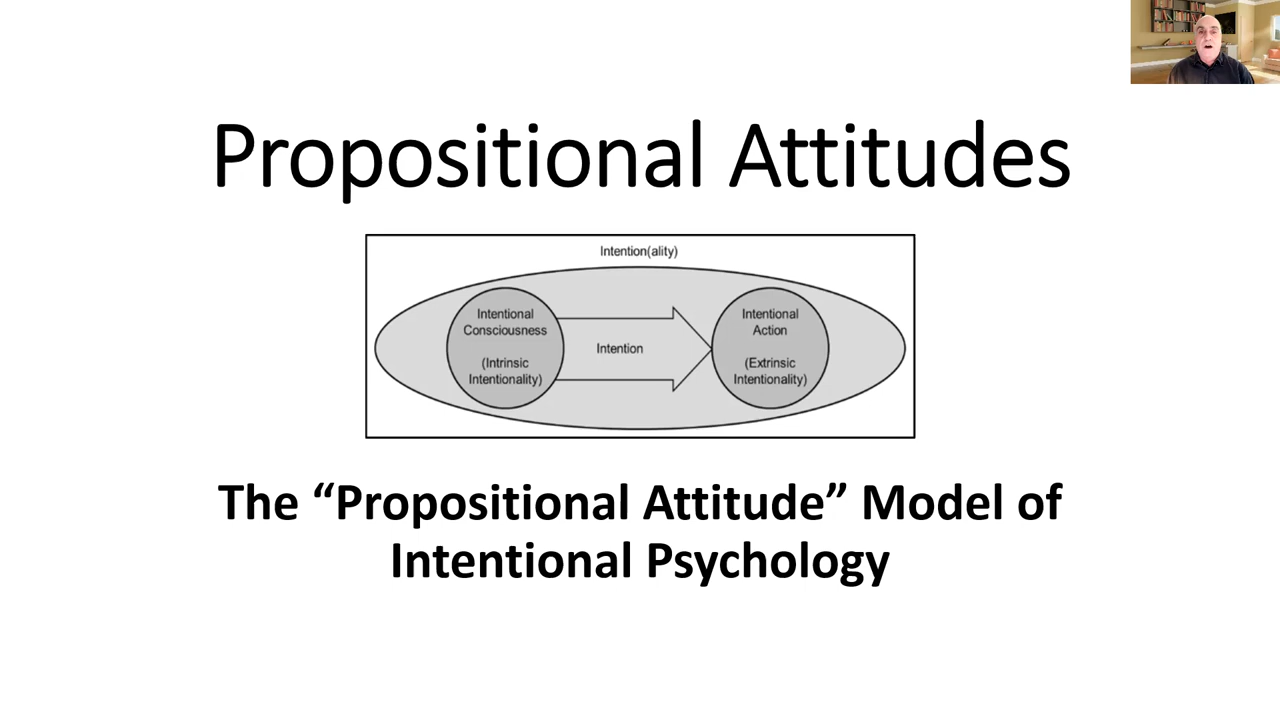 Propositional Attitudes
Intention(ality)
Intentional
Consciousness
(Intrinsic
Intentionality)
Intention
Intentional
Action
(Extrinsic
Intentionality)
The “Propositional Attitude” Model of
Intentional Psychology